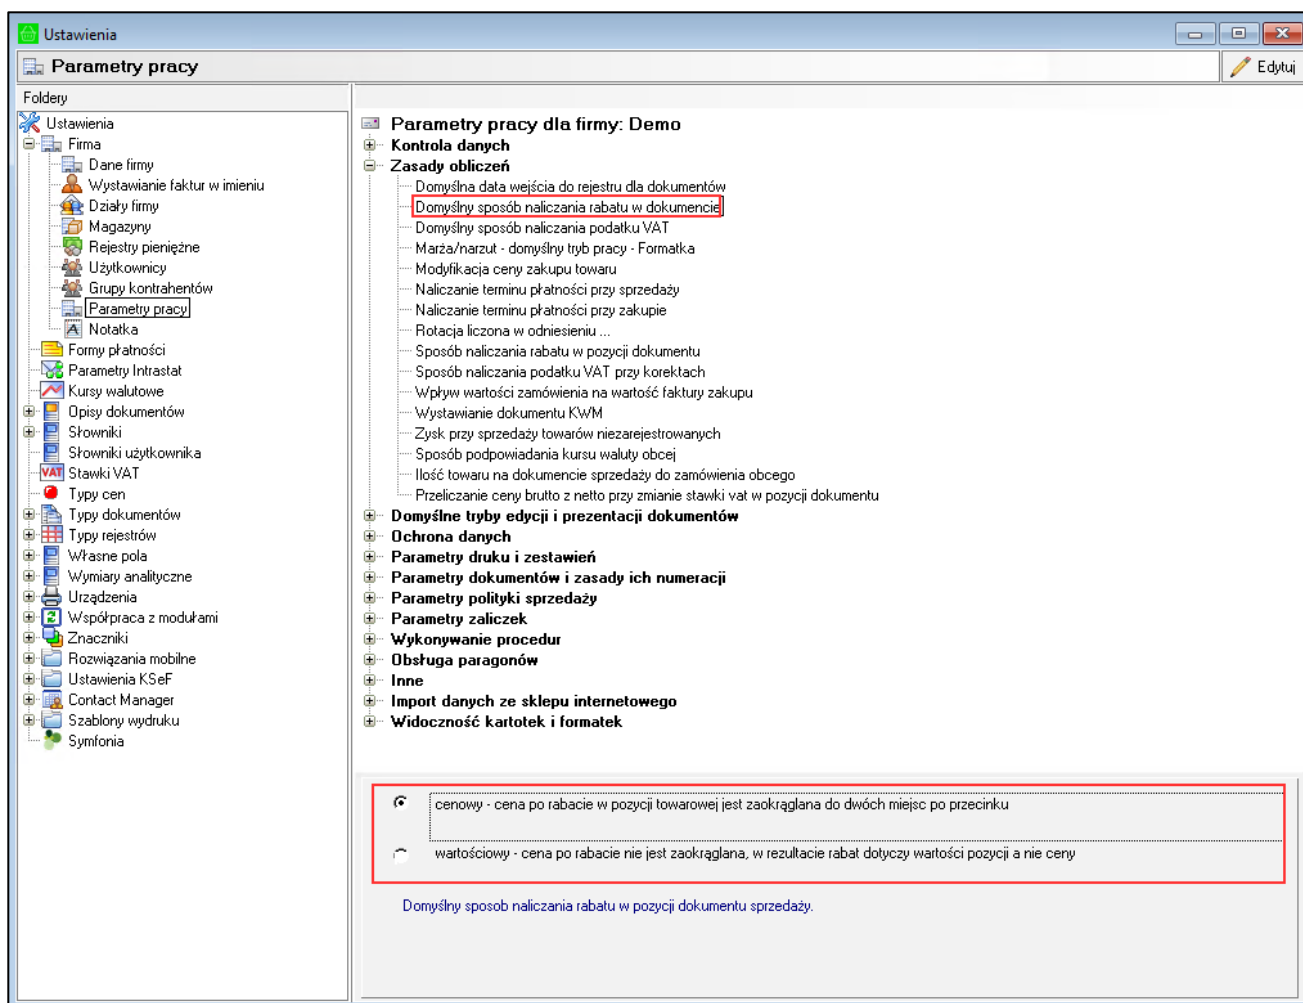 Ustawienia
Parametry pracy
Edytuj
Foldery
Ustawienia
Firma
Dane firmy
Wystawianie faktur w imieniu
Działy firmy
Magazyny
Rejestry pieniężne
Użytkownicy
Grupy kontrahentów
Parametry pracy
Notatka
Formy płatności
Parametry Intrastat
Kursy walutowe
Opisy dokumentów
Słowniki
Słowniki użytkownika
VAT Stawki VAT
Typy cen
Typy dokumentów
Typy rejestrów
Własne pola
Wymiary analityczne
Urządzenia
Współpraca z modułami
Znaczniki
Rozwiązania mobilne
Ustawienia KSeF
Contact Manager
Szablony wydruku
Symfonia
Parametry pracy dla firmy: Demo
Kontrola danych
Zasady obliczeń
Domyślna data wejścia do rejestru dla dokumentów
Domyślny sposób naliczania rabatu w dokumencie
Domyślny sposób naliczania podatku VAT
Marża/narzut - domyślny tryb pracy - Formatka
Modyfikacja ceny zakupu towaru
Naliczanie terminu płatności przy sprzedaży
Naliczanie terminu płatności przy zakupie
Rotacja liczona w odniesieniu ...
Sposób naliczania rabatu w pozycji dokumentu
Sposób naliczania podatku VAT przy korektach
Wpływ wartości zamówienia na wartość faktury zakupu
Wystawianie dokumentu KWM
Zysk przy sprzedaży towarów niezarejestrowanych
Sposób podpowiadania kursu waluty obcej
Ilość towaru na dokumencie sprzedaży do zamówienia obcego
Przeliczanie ceny brutto z netto przy zmianie stawki vat w pozycji dokumentu
Domyślne tryby edycji i prezentacji dokumentów
Ochrona danych
Parametry druku i zestawień
Parametry dokumentów i zasady ich numeracji
Parametry polityki sprzedaży
Parametry zaliczek
Wykonywanie procedur
Obsługa paragonów
Inne
Import danych ze sklepu internetowego
Widoczność kartotek i formatek
cenowy - cena po rabacie w pozycji towarowej jest zaokrąglana do dwóch miejsc po przecinku
wartościowy - cena po rabacie nie jest zaokrąglana, w rezultacie rabat dotyczy wartości pozycji a nie ceny
Domyślny sposob naliczania rabatu w pozycji dokumentu sprzedaży.